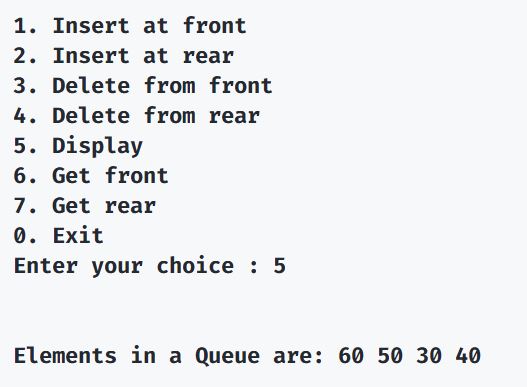 1. Insert at front
2. Insert at rear
3. Delete from front
4. Delete from rear
5. Display
6. Get front
7. Get rear
0. Exit
Enter your choice : 5
Elements in a Queue are: 60 50 30 40